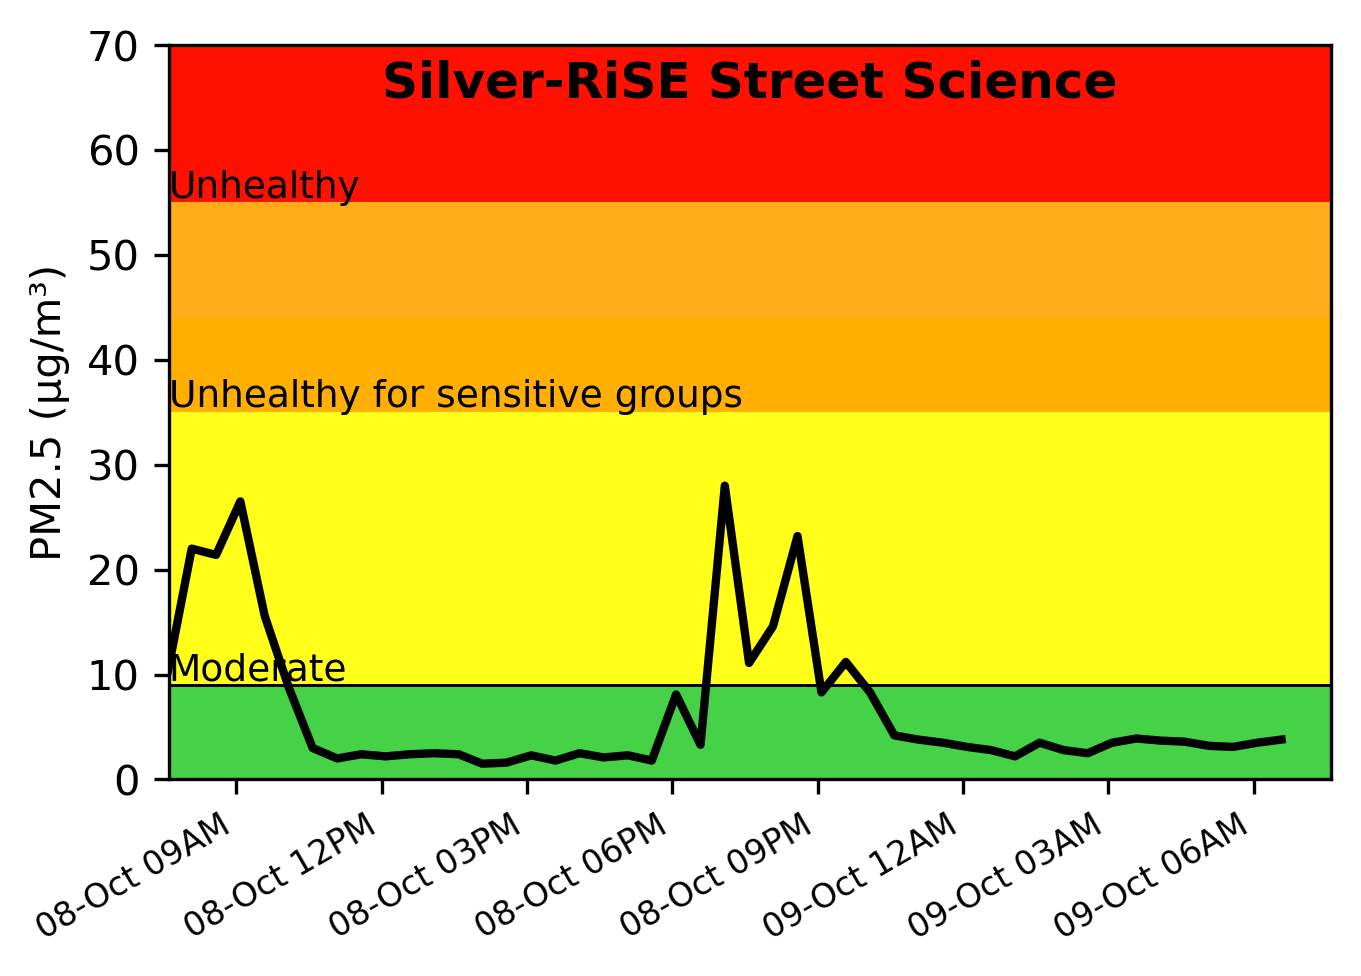 Silver-RiSE Street Science
70
60
50
40
30
20
10
0
PM2.5 (µg/m³)
Unhealthy
Unhealthy for sensitive groups
Moderate
08-Oct 09AM
08-Oct 12PM
08-Oct 03PM
08-Oct 06PM
08-Oct 09PM
09-Oct 12AM
09-Oct 03AM
09-Oct 06AM